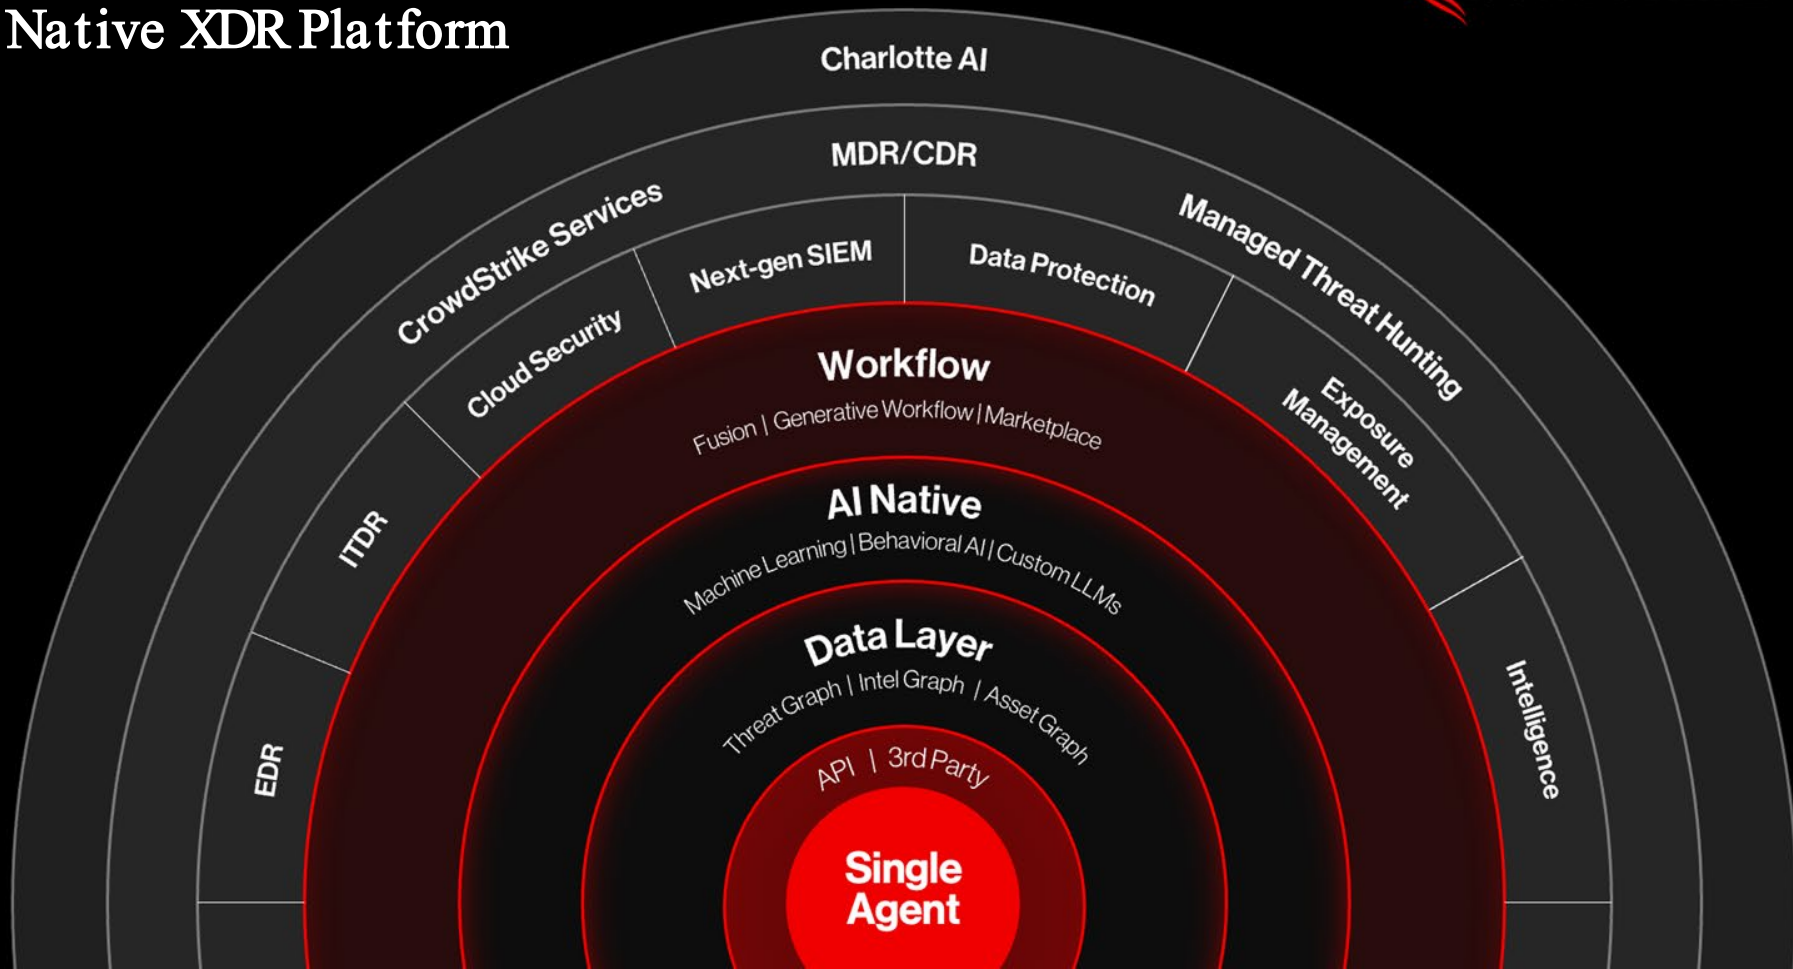 Native XDR Platform
Charlotte AI
MDR/CDR
CrowdStrike Services
Managed Threat Hunting
EDR
ITDR
Cloud Security
Next-gen SIEM
Data Protection
Exposure
Management
Intelligence
Workflow
Fusion | Generative Workflow | Marketplace
AI Native
Machine Learning | Behavioral AI | Custom LLMs
Data Layer
Threat Graph | Intel Graph | Asset Graph
API | 3rd Party
Single
Agent